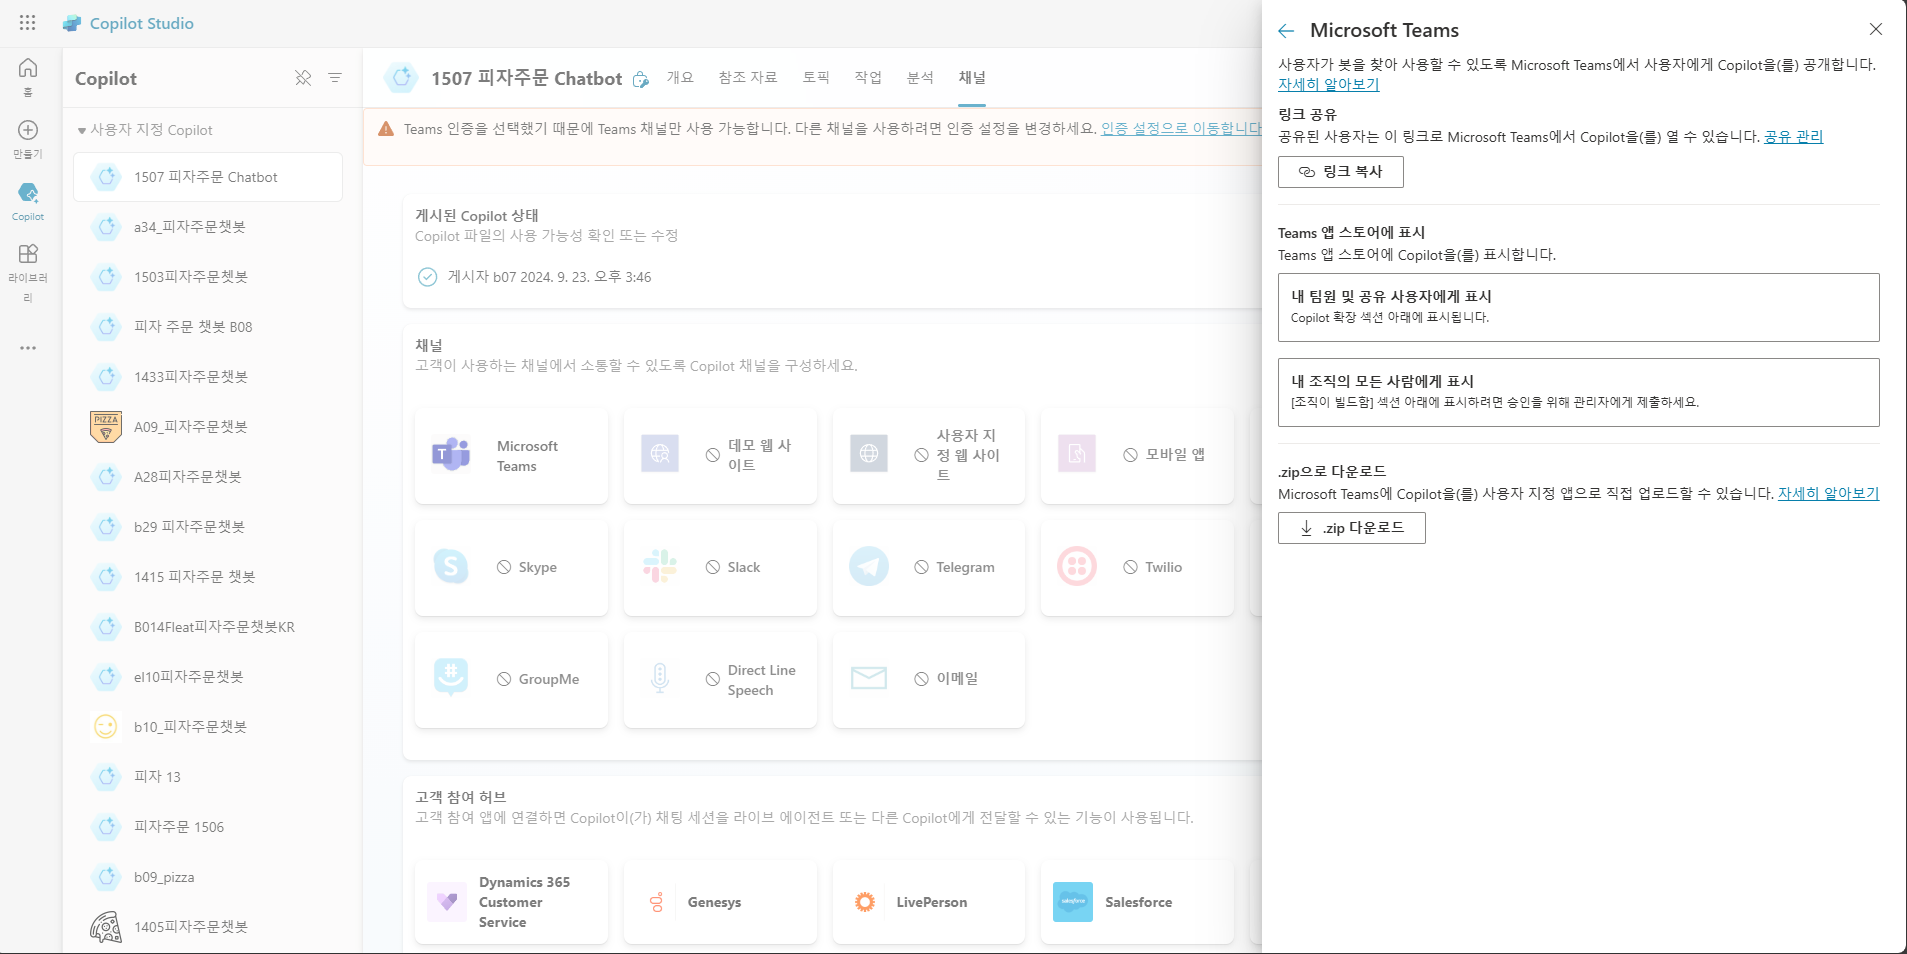 Copilot Studio
홈
만들기
Copilot
라이브러
리
Copilot
사용자 지정 Copilot
1507 피자주문 Chatbot
a34_피자주문챗봇
1503피자주문쳇봇
피자 주문 챗봇 B08
1433피자주문챗봇
PIZZA
A09_피자주문챗봇
A28피자주문챗봇
b29 피자주문챗봇
1415 피자주문 챗봇
B014Fleat피자주문챗봇KR
el10피자주문챗봇
b10_피자주문챗봇
피자 13
피자주문 1506
b09_pizza
1405피자주문챗봇
1507 피자주문 Chatbot
개요
참조 자료
토픽
작업
분석
채널
Teams 인증을 선택했기 때문에 Teams 채널만 사용 가능합니다. 다른 채널을 사용하려면 인증 설정을 변경하세요. 인증 설정으로 이동합니다
게시된 Copilot 상태
Copilot 파일의 사용 가능성 확인 또는 수정
게시자 b07 2024. 9. 23. 오후 3:46
채널
고객이 사용하는 채널에서 소통할 수 있도록 Copilot 채널을 구성하세요.
Microsoft
Teams
데모 웹 사
이트
사용자 지
정 웹 사이
트
모바일 앱
Skype
Slack
Telegram
Twilio
GroupMe
Direct Line
Speech
이메일
고객 참여 허브
고객 참여 앱에 연결하면 Copilot이(가) 채팅 세션을 라이브 에이전트 또는 다른 Copilot에게 전달할 수 있는 기능이 사용됩니다.
Dynamics 365
Customer
Service
Genesys
LivePerson
salesforce
Salesforce
Microsoft Teams
사용자가 봇을 찾아 사용할 수 있도록 Microsoft Teams에서 사용자에게 Copilot을(를) 공개합니다.
자세히 알아보기
링크 공유
공유된 사용자는 이 링크로 Microsoft Teams에서 Copilot을(를) 열 수 있습니다. 공유 관리
링크 복사
Teams 앱 스토어에 표시
Teams 앱 스토어에 Copilot을(를) 표시합니다.
내 팀원 및 공유 사용자에게 표시
Copilot 확장 섹션 아래에 표시됩니다.
내 조직의 모든 사람에게 표시
[조직이 빌드함] 섹션 아래에 표시하려면 승인을 위해 관리자에게 제출하세요.
.zip으로 다운로드
Microsoft Teams에 Copilot을(를) 사용자 지정 앱으로 직접 업로드할 수 있습니다. 자세히 알아보기
.zip 다운로드